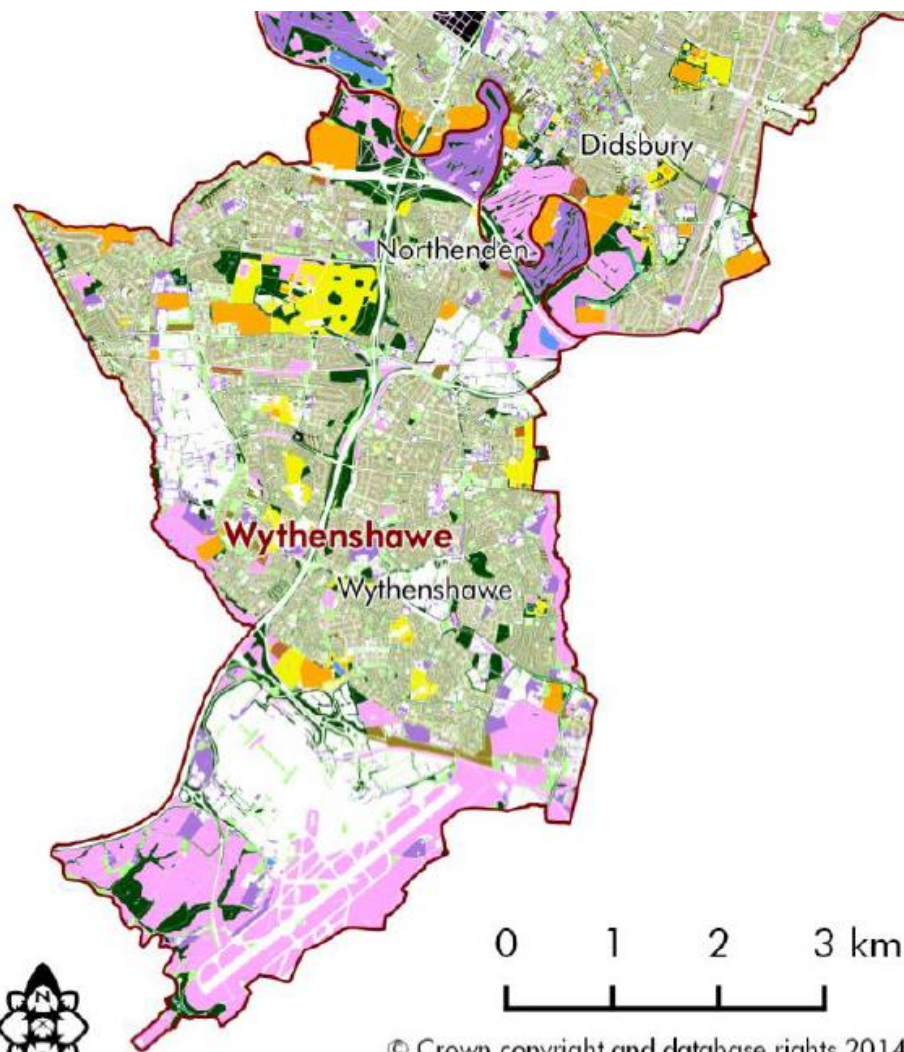 Didsbury
Northenden
Wythenshawe
Wythenshawe
N
0 1 2 3 km
© Crown copyright and database rights 2014